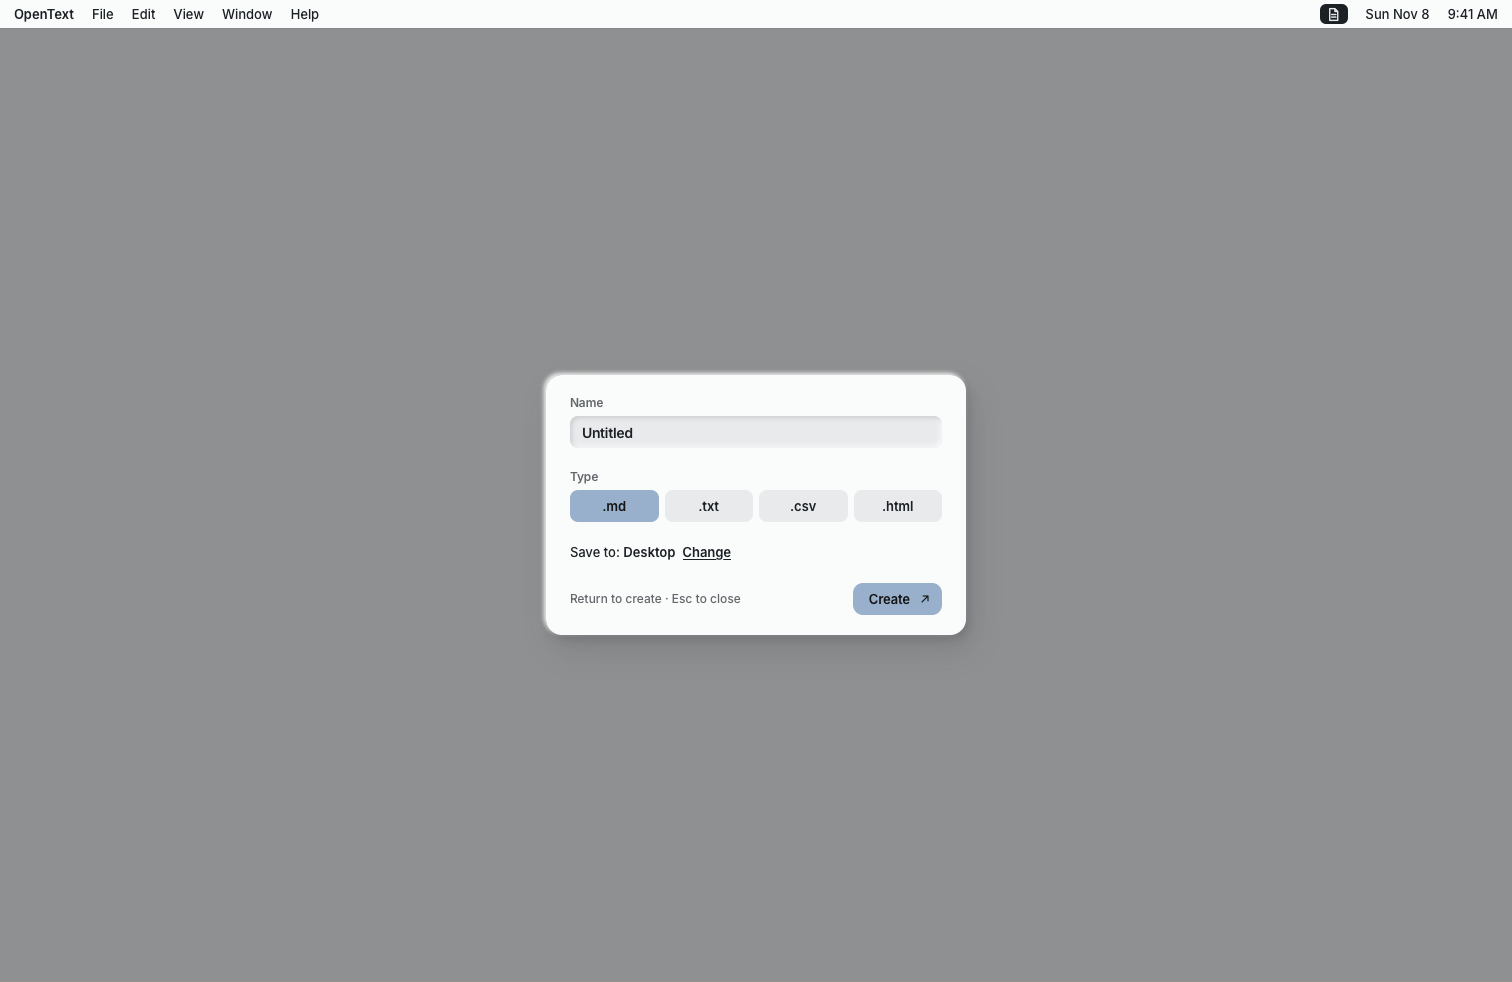 OpenText File Edit View Window Help Sun Nov 8 9:41 AM
Name
Untitled
Type
.md .txt .csv .html
Save to: Desktop Change
Return to create · Esc to close Create